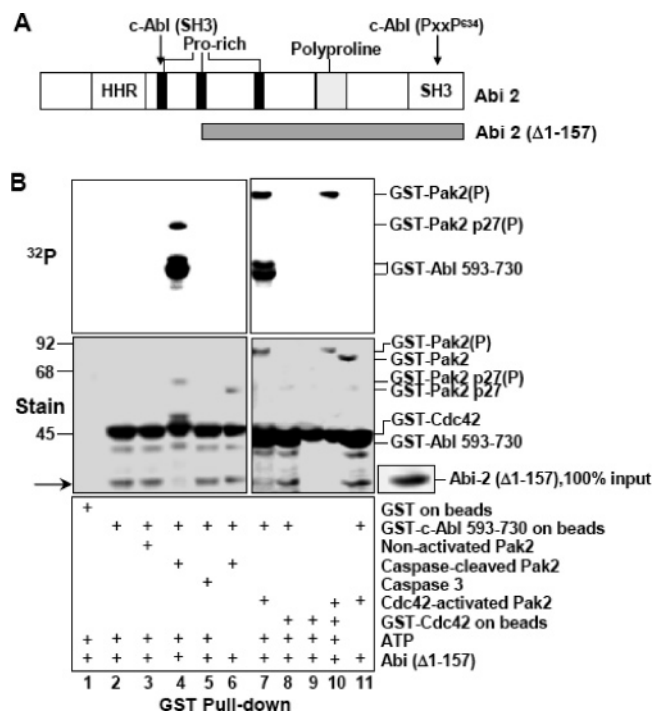 A
c-Abl (SH3)
c-Abl (PxxP634)
Pro-rich
Polyproline
HHR
SH3
Abi 2
Abi 2 (Δ1-157)
B
GST-Pak2(P)
GST-Pak2 p27(P)
32P
GST-Abl 593-730
92
GST-Pak2(P)
GST-Pak2
68
GST-Pak2 p27(P)
GST-Pak2 p27
Stain
GST-Cdc42
45
GST-Abl 593-730
Abi-2 (Δ1-157),100% input
+ GST on beads
+ + + + + + + + GST-c-Abl 593-730 on beads
+ Non-activated Pak2
+ + Caspase-cleaved Pak2
+ Caspase 3
+ + + Cdc42-activated Pak2
+ + + GST-Cdc42 on beads
+ + + + + + + + + ATP
+ + + + + + + + + + + Abi (Δ1-157)
1 2 3 4 5 6 7 8 9 10 11
GST Pull-down